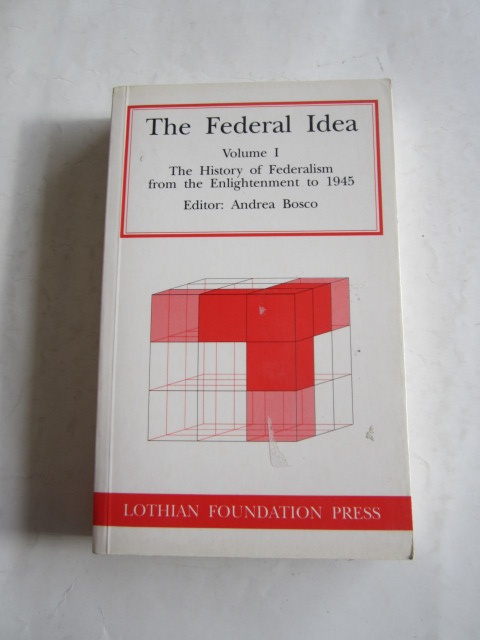 The Federal Idea
Volume I
The History of Federalism
from the Enlightenment to 1945
Editor: Andrea Bosco
LOTHIAN FOUNDATION PRESS